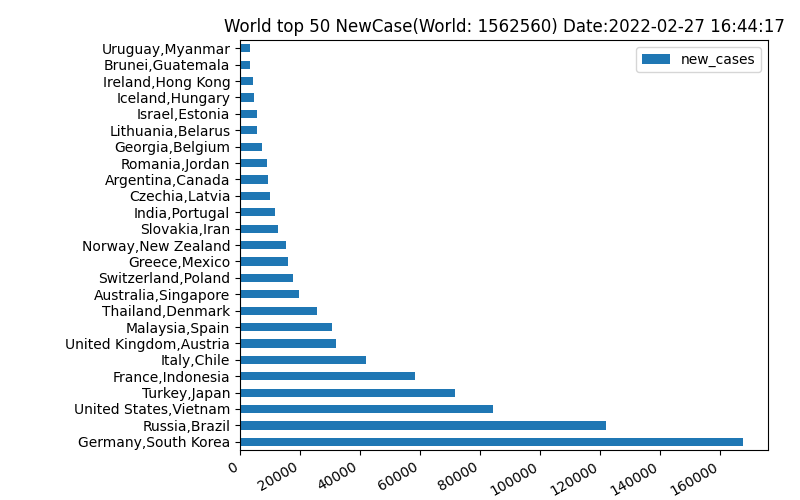 World top 50 NewCase(World: 1562560) Date:2022-02-27 16:44:17
new_cases
Uruguay,Myanmar
Brunei,Guatemala
Ireland,Hong Kong
Iceland,Hungary
Israel,Estonia
Lithuania,Belarus
Georgia,Belgium
Romania,Jordan
Argentina,Canada
Czechia,Latvia
India,Portugal
Slovakia,Iran
Norway,New Zealand
Greece,Mexico
Switzerland,Poland
Australia,Singapore
Thailand,Denmark
Malaysia,Spain
United Kingdom,Austria
Italy,Chile
France,Indonesia
Turkey,Japan
United States,Vietnam
Russia,Brazil
Germany,South Korea
0 20000 40000 60000 80000 100000 120000 140000 160000